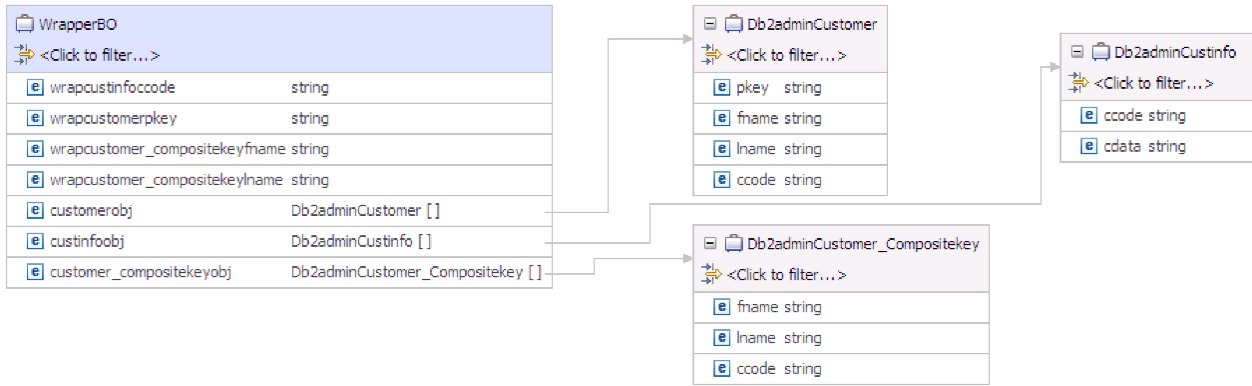 WrapperBO
<Click to filter...>
wrapcustinfoccode string
wrapcustomerpkey string
wrapcustomer_compositekeyfname string
wrapcustomer_compositekeylname string
customerobj Db2adminCustomer [ ]
custinfoobj Db2adminCustinfo [ ]
customer_compositekeyobj Db2adminCustomer_Compositekey [ ]
Db2adminCustomer
<Click to filter...>
pkey string
fname string
lname string
ccode string
Db2adminCustinfo
<Click to filter...>
ccode string
cdata string
Db2adminCustomer_Compositekey
<Click to filter...>
fname string
lname string
ccode string